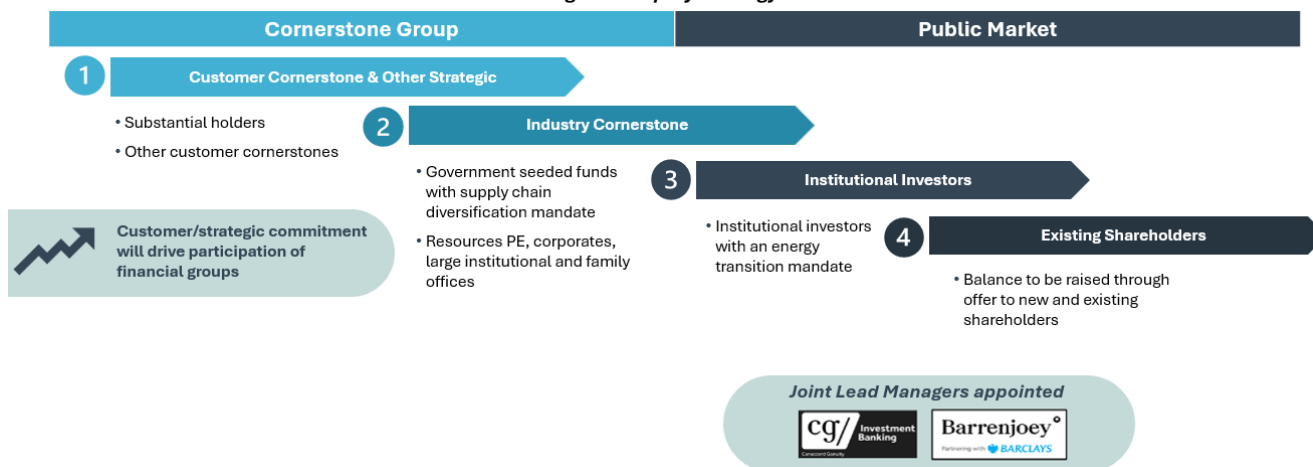 Cornerstone Group
Public Market
1
Customer Cornerstone & Other Strategic
• Substantial holders
• Other customer cornerstones
2
Industry Cornerstone
• Government seeded funds
with supply chain
diversification mandate
• Resources PE, corporates,
large institutional and family
offices
3
Institutional Investors
• Institutional investors
with an energy
transition mandate
4
Existing Shareholders
• Balance to be raised through
offer to new and existing
shareholders
Customer/strategic commitment
will drive participation of
financial groups
Joint Lead Managers appointed
cg/ Investment
Banking
Canaccord Genuity
Barrenjoey
Partnering with BARCLAYS